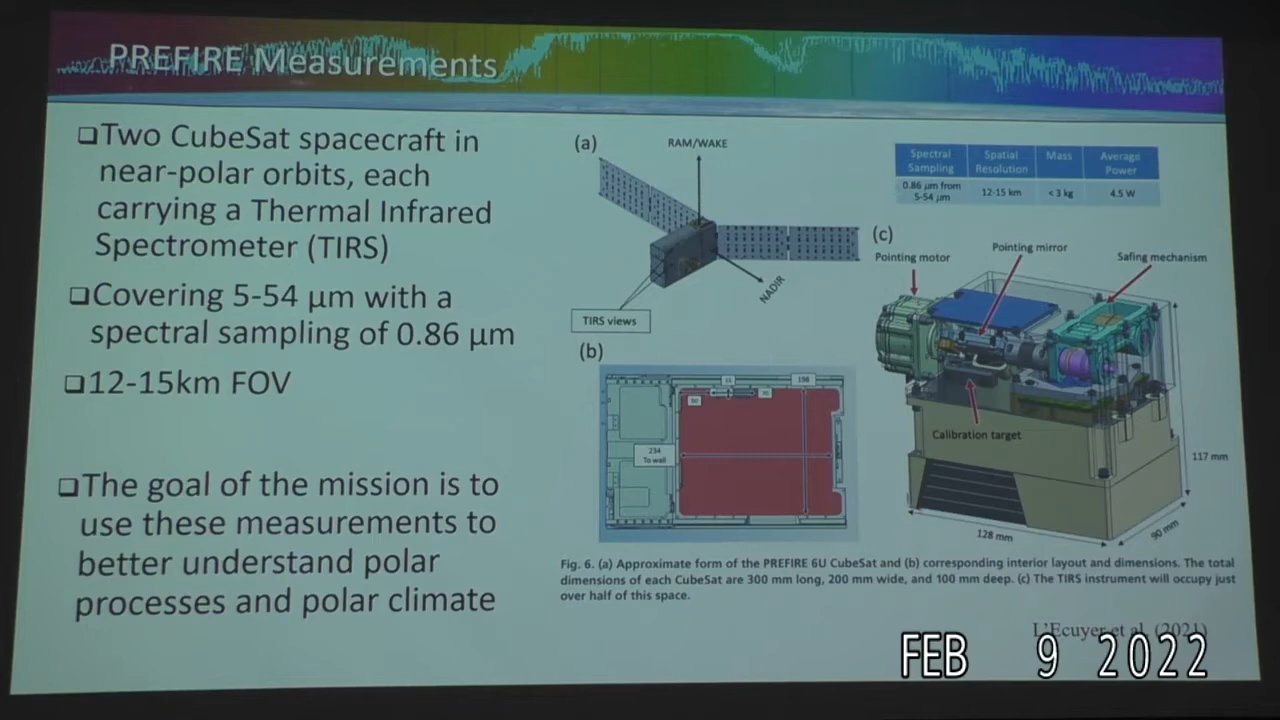 PREFIRE Measurements
❑Two CubeSat spacecraft in
near-polar orbits, each
carrying a Thermal Infrared
Spectrometer (TIRS)
❑Covering 5-54 µm with a
spectral sampling of 0.86 µm
❑12-15km FOV
❑The goal of the mission is to
use these measurements to
better understand polar
processes and polar climate
(a)
RAM/WAKE
NADIR
TIRS views
(b)
234
To wall
198
Spectral Sampling
Spatial Resolution
Mass
Average Power
0.86 µm from 5-54 µm
12-15 km
< 3 kg
4.5 W
(c)
Pointing motor
Pointing mirror
Safing mechanism
Calibration target
117 mm
128 mm
90 mm
Fig. 6. (a) Approximate form of the PREFIRE 6U CubeSat and (b) corresponding interior layout and dimensions. The total
dimensions of each CubeSat are 300 mm long, 200 mm wide, and 100 mm deep. (c) The TIRS instrument will occupy just
over half of this space.
L'Ecuyer et al. (2021)
FEB 9 2022